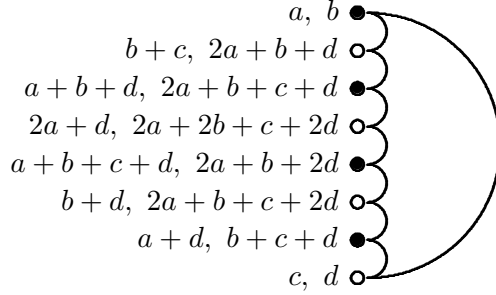 a, b
b + c, 2a + b + d
a + b + d, 2a + b + c + d
2a + d, 2a + 2b + c + 2d
a + b + c + d, 2a + b + 2d
b + d, 2a + b + c + 2d
a + d, b + c + d
c, d